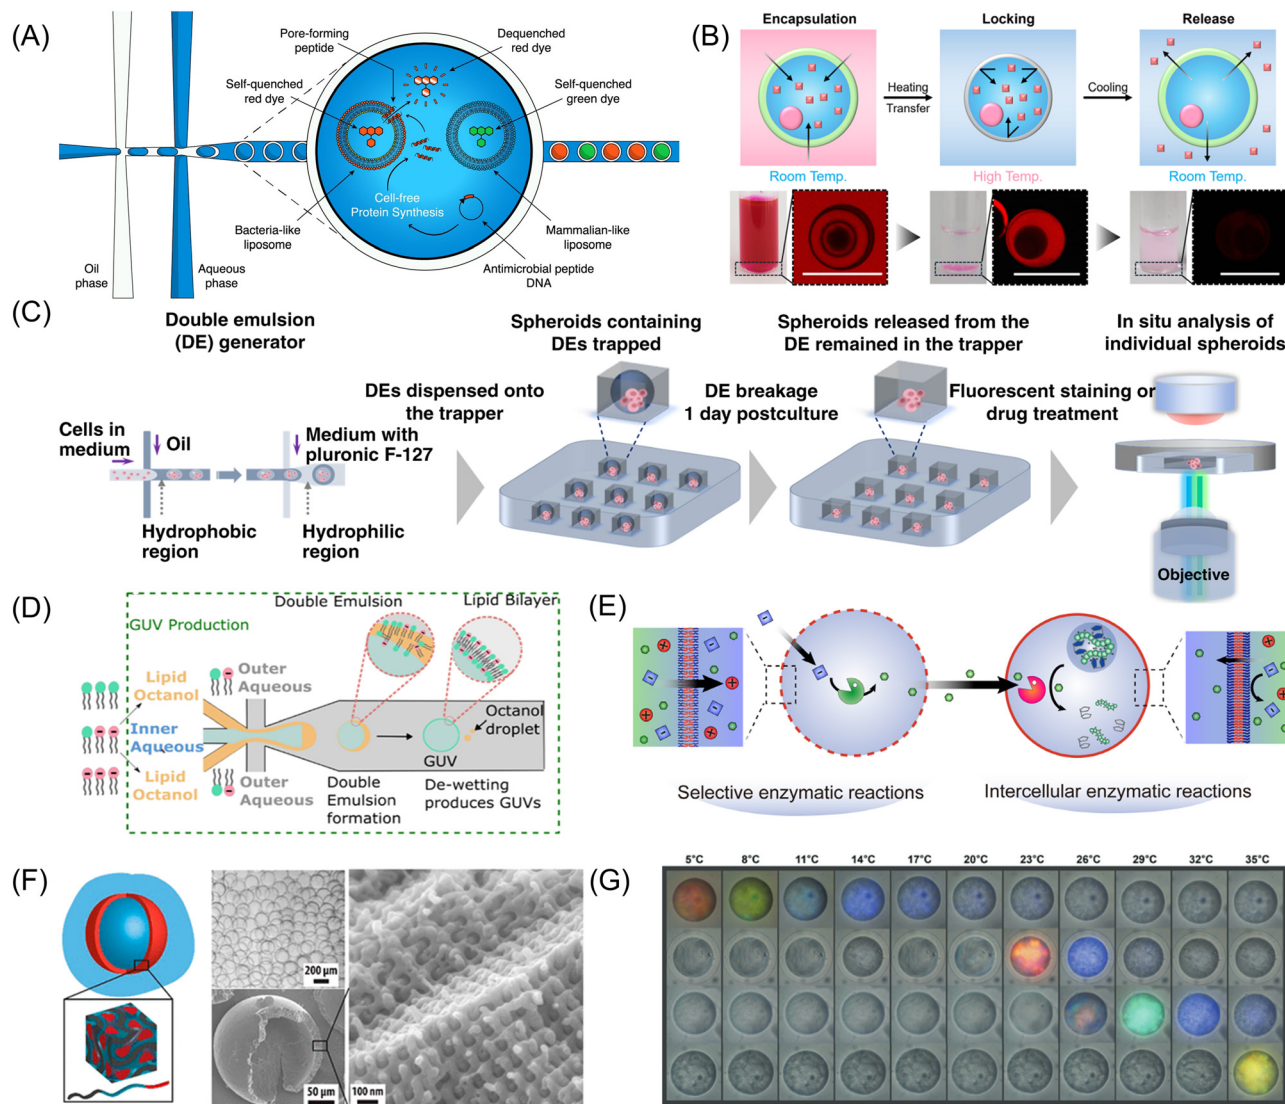 (A)
Pore-forming
peptide
Dequenched
red dye
Self-quenched
red dye
Self-quenched
green dye
Cell-free
Protein Synthesis
Bacteria-like
liposome
Mammalian-like
liposome
Oil
phase
Aqueous
phase
Antimicrobial peptide
DNA
(B)
Encapsulation
Locking
Release
Heating
Transfer
Cooling
Room Temp.
High Temp.
Room Temp.
(C)
Double emulsion
(DE) generator
Spheroids containing
DEs trapped
Spheroids released from the
DE remained in the trapper
In situ analysis of
individual spheroids
DEs dispensed onto
the trapper
DE breakage
1 day postculture
Fluorescent staining or
drug treatment
Cells in
medium
Oil
Medium with
pluronic F-127
Hydrophobic
region
Hydrophilic
region
Objective
(D)
GUV Production
Double Emulsion
Lipid Bilayer
Lipid
Octanol
Outer
Aqueous
Inner
Aqueous
Lipid
Octanol
Outer
Aqueous
Octanol
droplet
GUV
Double
Emulsion
formation
De-wetting
produces GUVs
(E)
Selective enzymatic reactions
Intercellular enzymatic reactions
(F)
200 µm
50 µm
100 nm
(G)
5°C 8°C 11°C 14°C 17°C 20°C 23°C 26°C 29°C 32°C 35°C